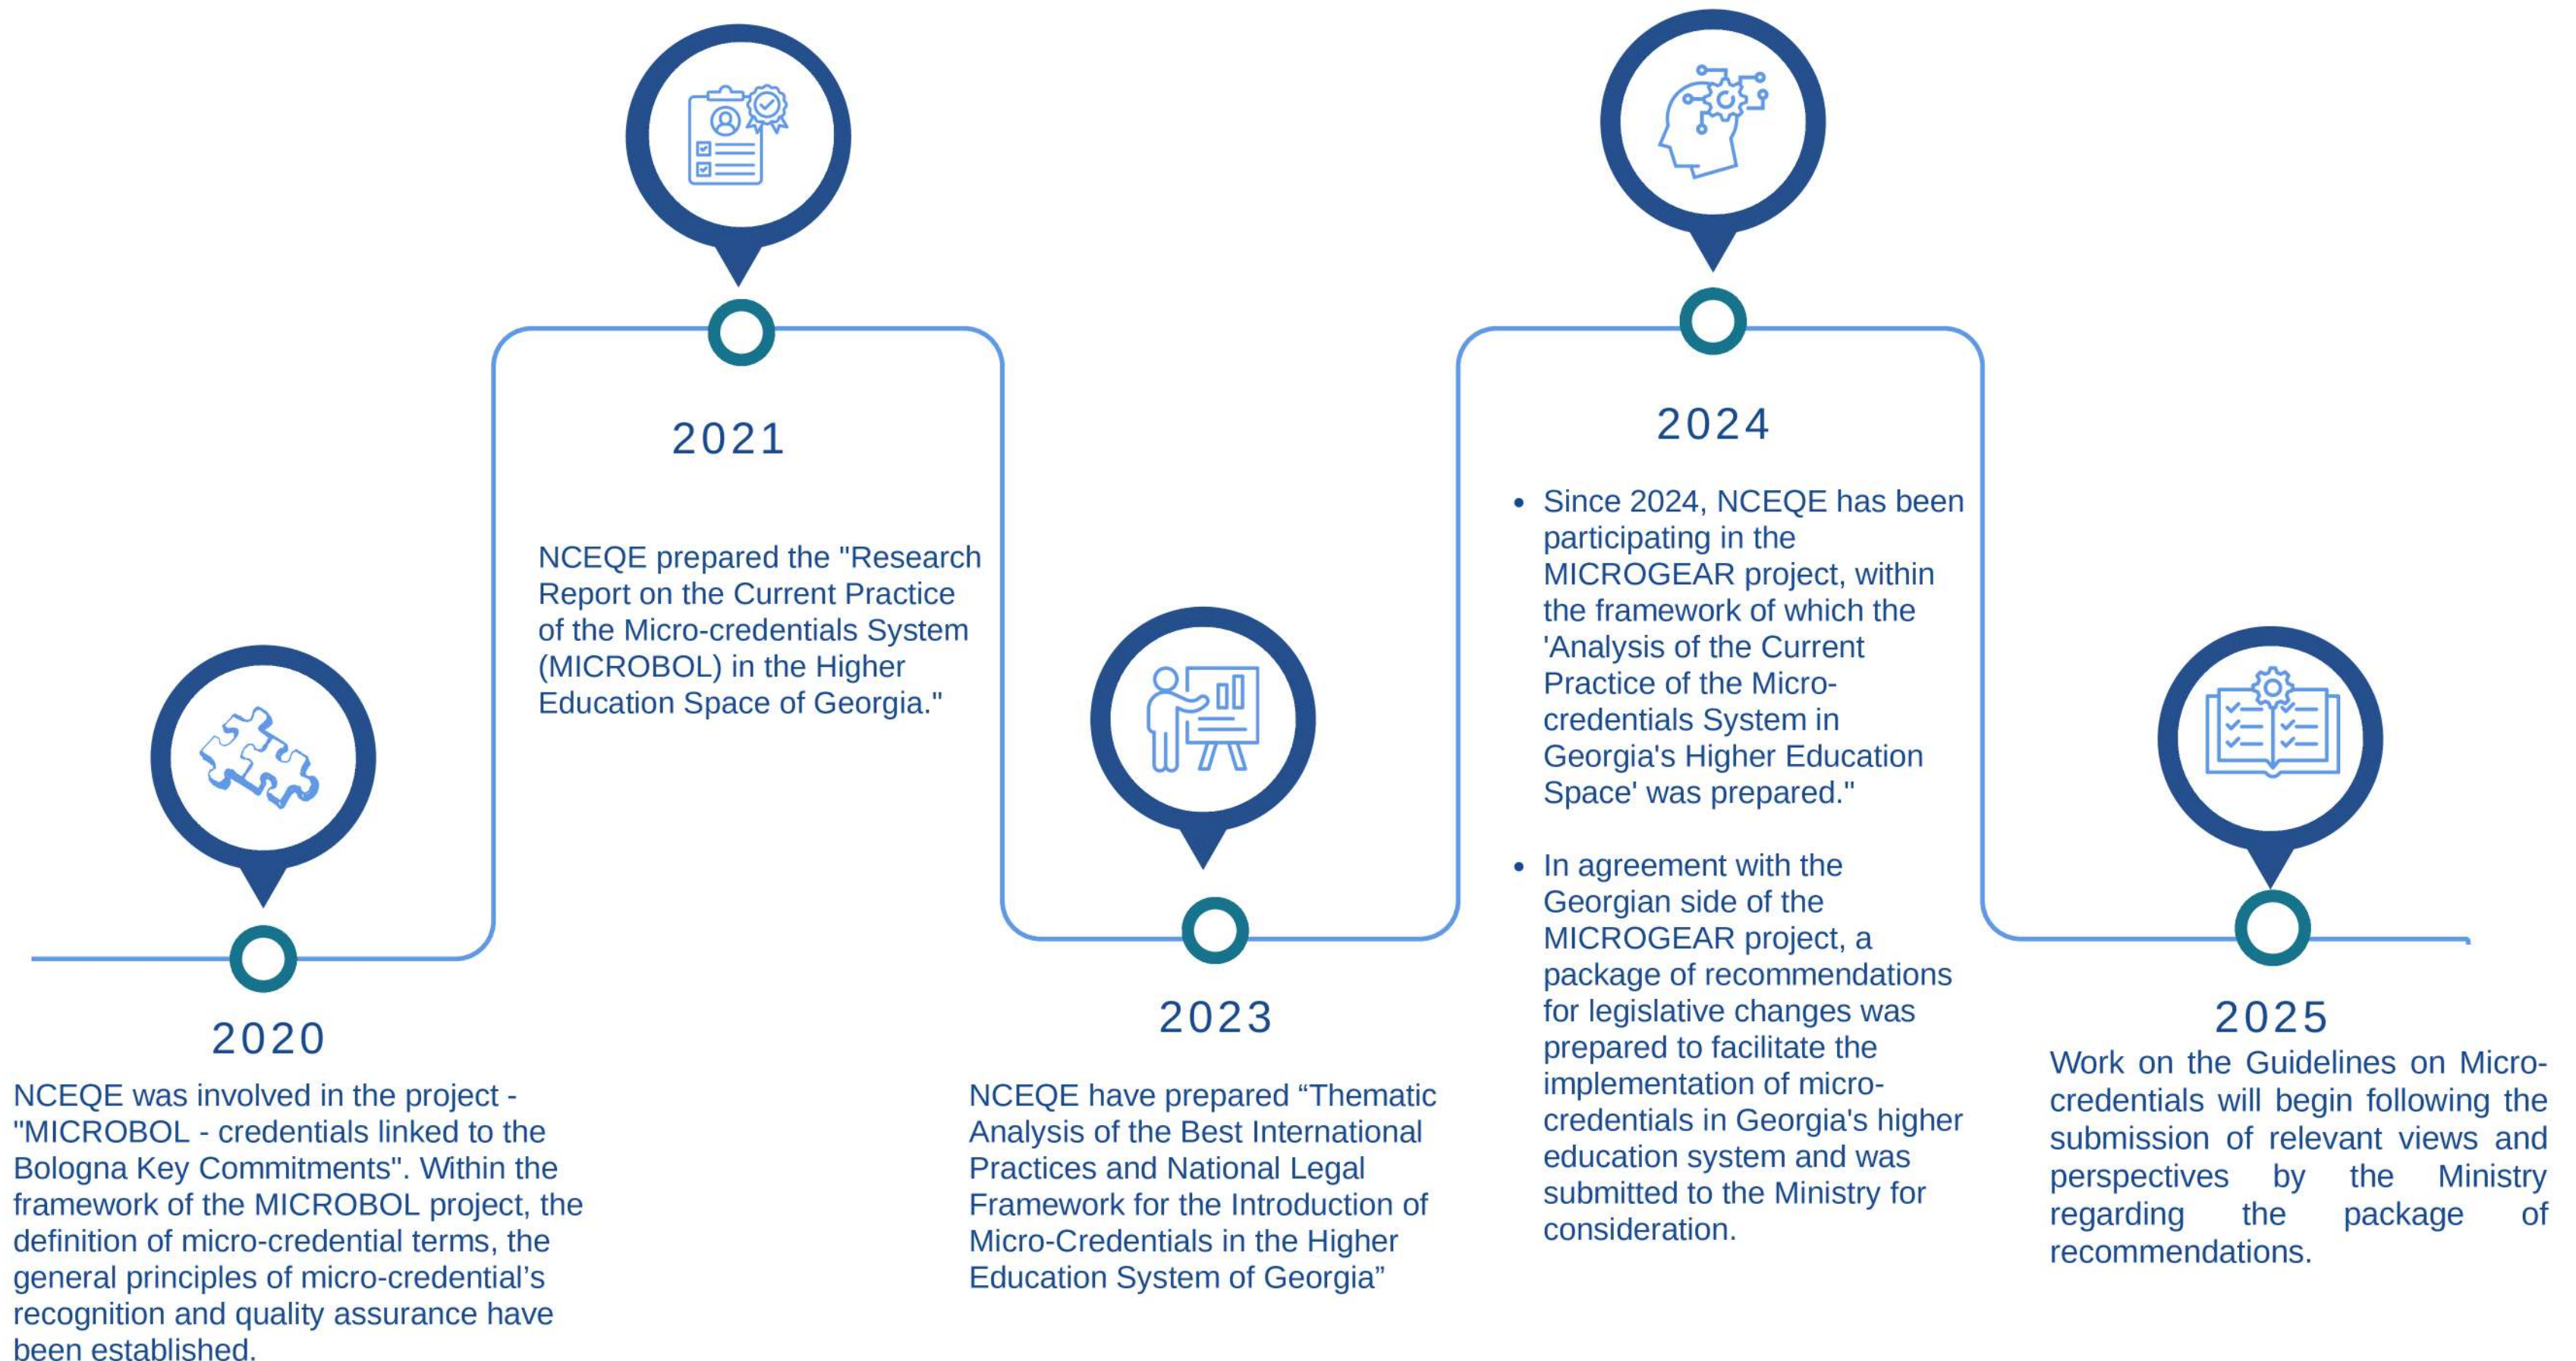 2020
NCEQE was involved in the project -
"MICROBOL - credentials linked to the
Bologna Key Commitments". Within the
framework of the MICROBOL project, the
definition of micro-credential terms, the
general principles of micro-credential’s
recognition and quality assurance have
been established.
2021
NCEQE prepared the "Research
Report on the Current Practice
of the Micro-credentials System
(MICROBOL) in the Higher
Education Space of Georgia."
2023
NCEQE have prepared “Thematic
Analysis of the Best International
Practices and National Legal
Framework for the Introduction of
Micro-Credentials in the Higher
Education System of Georgia”
2024
• Since 2024, NCEQE has been
participating in the
MICROGEAR project, within
the framework of which the
'Analysis of the Current
Practice of the Micro-
credentials System in
Georgia's Higher Education
Space' was prepared."
• In agreement with the
Georgian side of the
MICROGEAR project, a
package of recommendations
for legislative changes was
prepared to facilitate the
implementation of micro-
credentials in Georgia's higher
education system and was
submitted to the Ministry for
consideration.
2025
Work on the Guidelines on Micro-
credentials will begin following the
submission of relevant views and
perspectives by the Ministry
regarding the package of
recommendations.